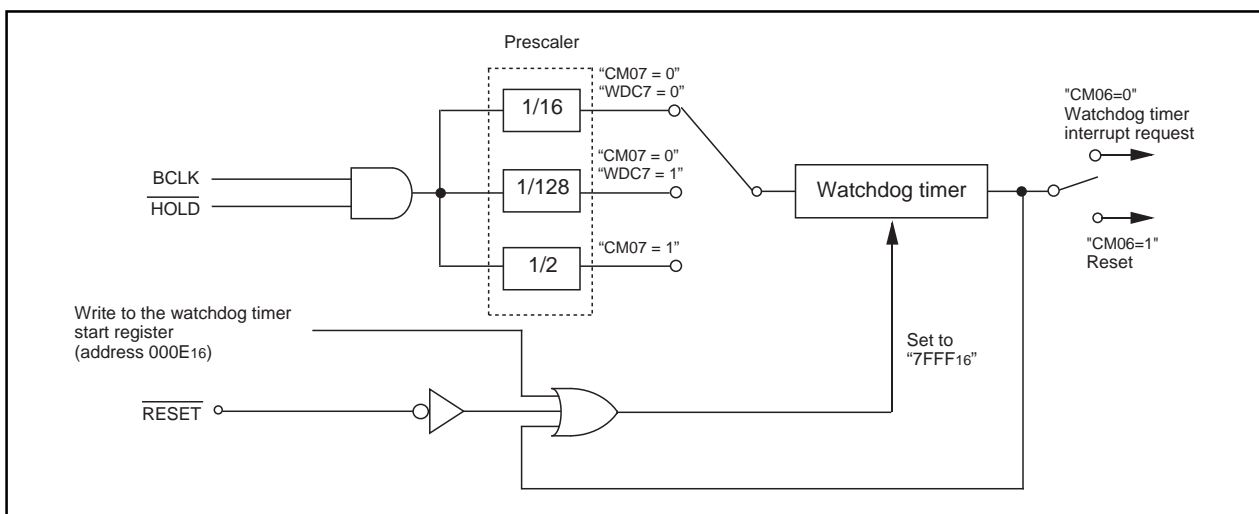 Prescaler
“CM07 = 0”
“WDC7 = 0”
1/16
"CM06=0"
Watchdog timer
interrupt request
BCLK
HOLD
“CM07 = 0”
“WDC7 = 1”
1/128
Watchdog timer
“CM07 = 1”
1/2
"CM06=1"
Reset
Write to the watchdog timer
start register
(address 000E16)
Set to
“7FFF16”
RESET